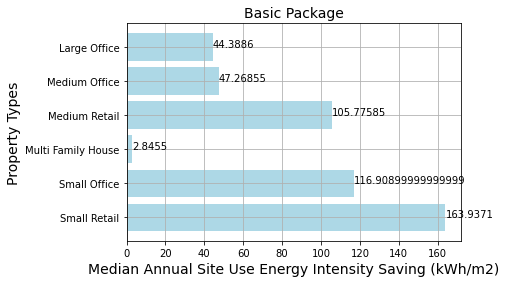 Basic Package
Property Types
Large Office
44.3886
Medium Office
47.26855
Medium Retail
105.77585
Multi Family House
2.8455
Small Office
116.90899999999999
Small Retail
163.9371
0 20 40 60 80 100 120 140 160
Median Annual Site Use Energy Intensity Saving (kWh/m2)